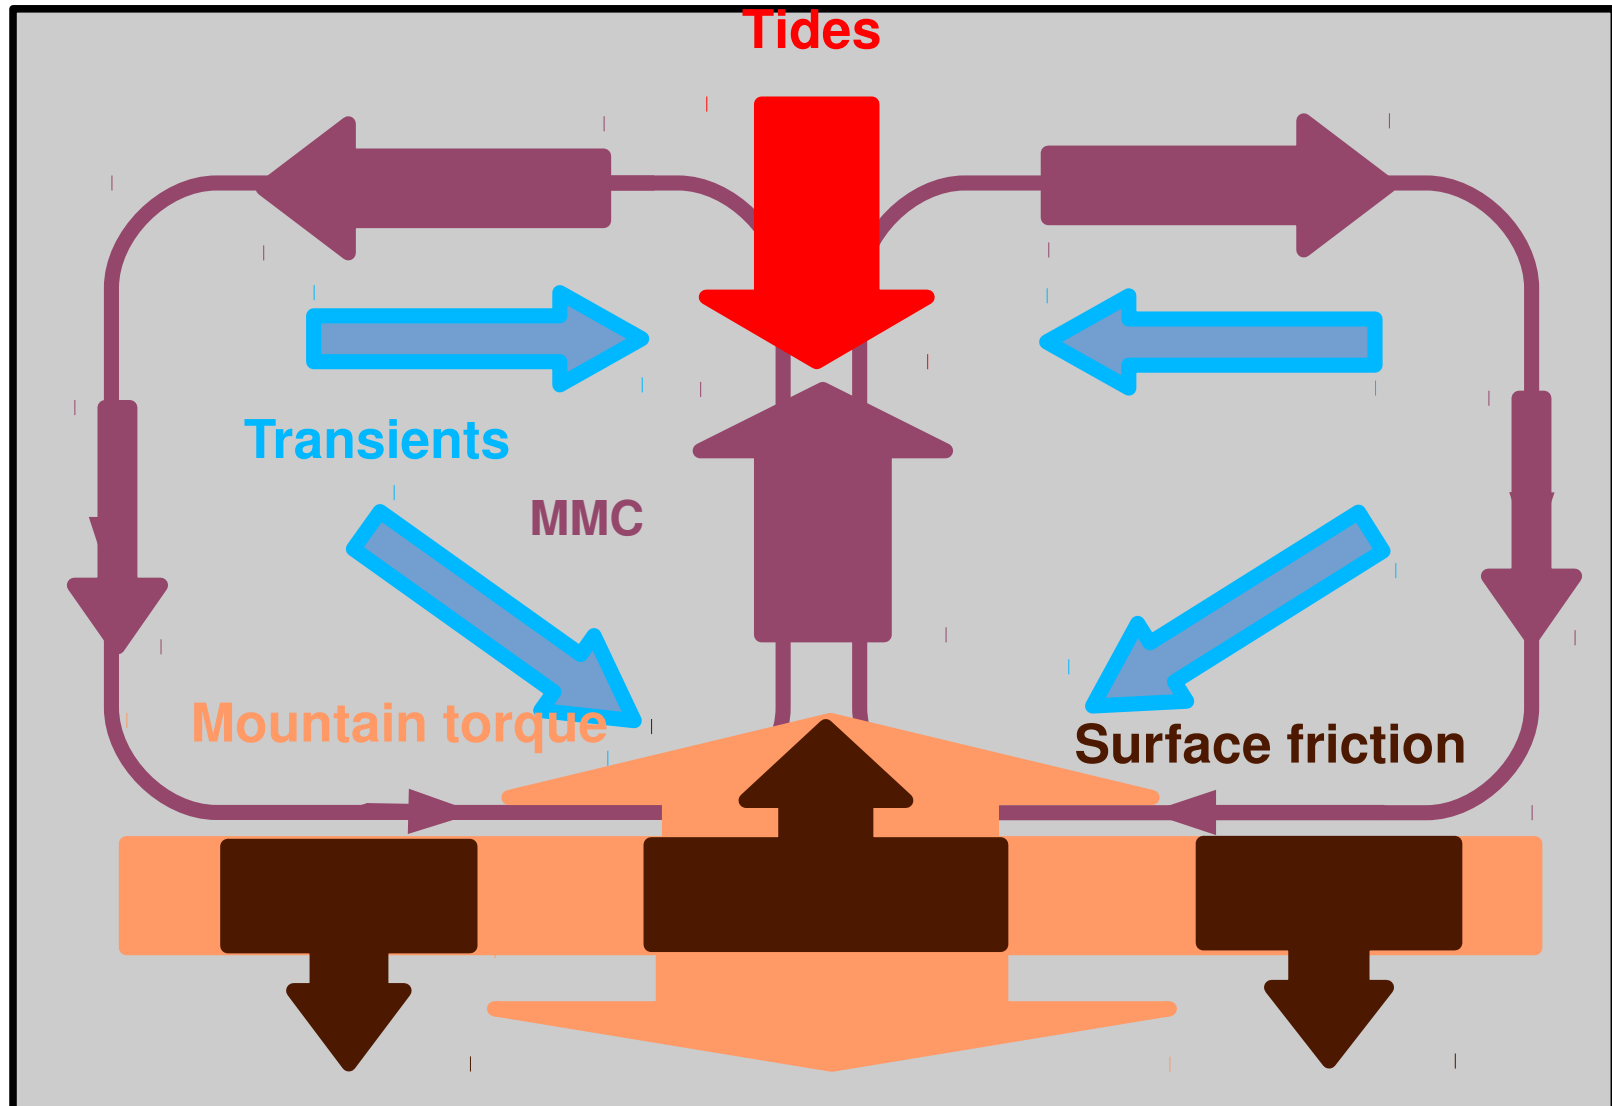 Tides
Transients
MMC
Mountain torque
Surface friction